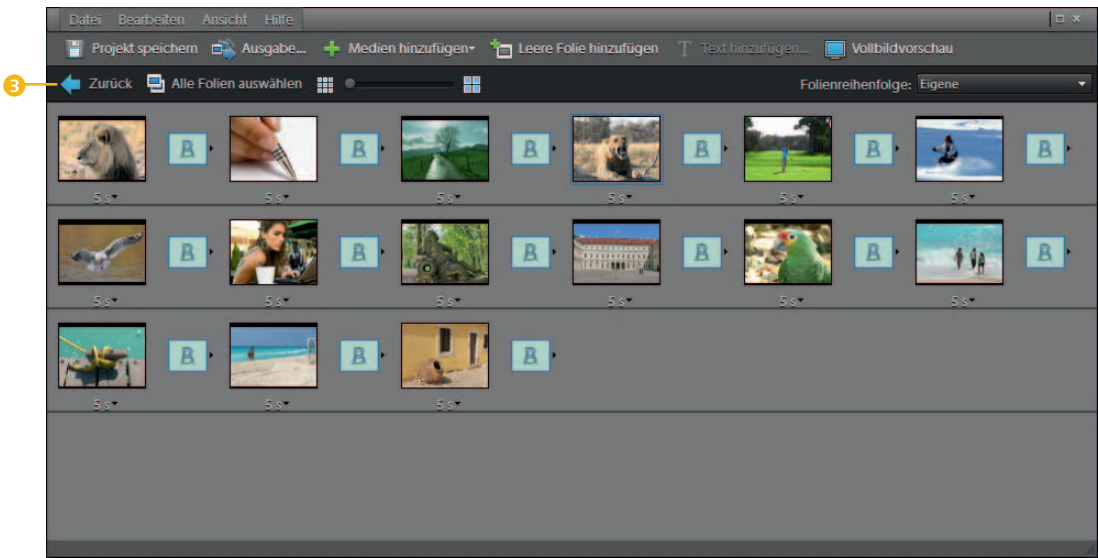 Datei Bearbeiten Ansicht Hilfe
Projekt speichern Ausgabe... Medien hinzufügen Leere Folie hinzufügen Text hinzufügen... Vollbildvorschau
3 Zurück Alle Folien auswählen Folienreihenfolge: Eigene
B B B B B B
5 s 5 s 5 s 5 s 5 s 5 s
B B B B B B
5 s 5 s 5 s 5 s 5 s 5 s
B B B
5 s 5 s 5 s